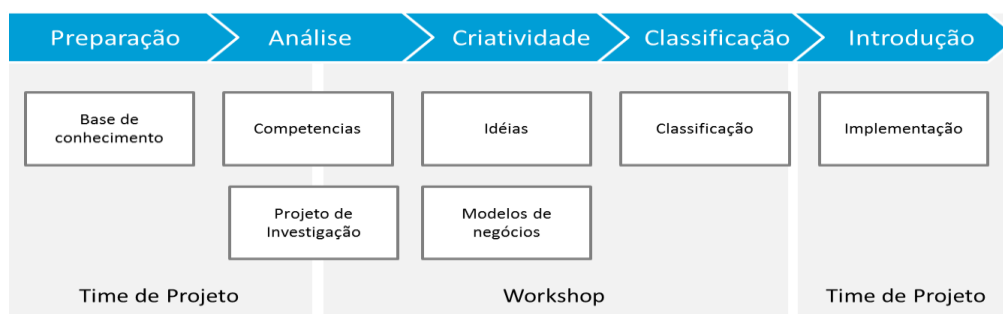 Preparação
Análise
Criatividade
Classificação
Introdução
Base de
conhecimento
Competencias
Idéias
Classificação
Implementação
Projeto de
Investigação
Modelos de
negócios
Time de Projeto
Workshop
Time de Projeto